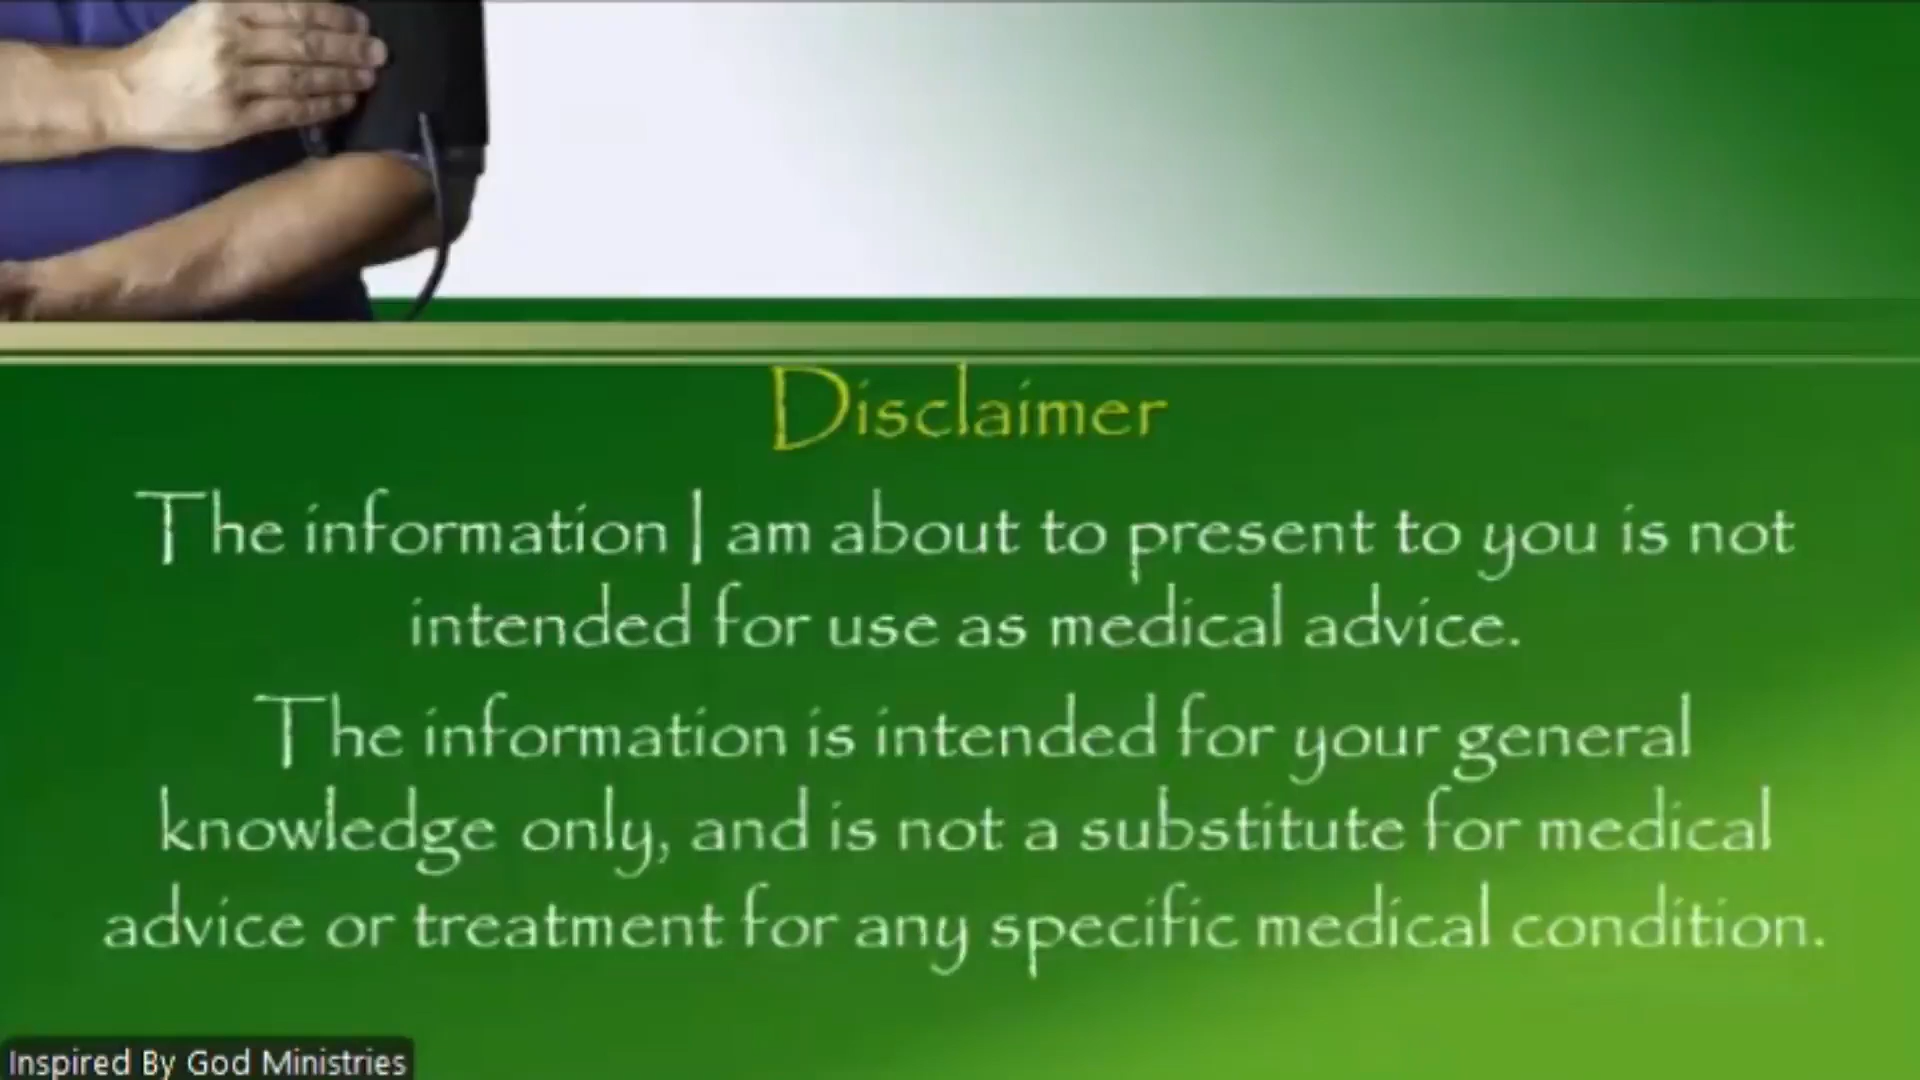 Disclaimer
The information I am about to present to you is not
intended for use as medical advice.
The information is intended for your general
knowledge only, and is not a substitute for medical
advice or treatment for any specific medical condition.
Inspired By God Ministries